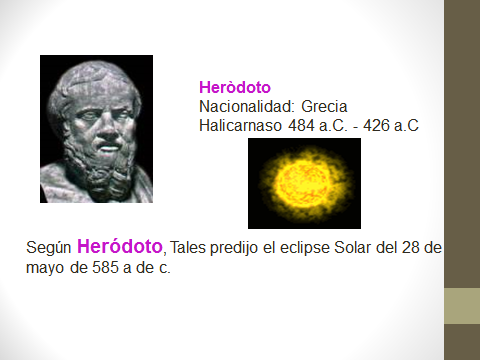 Heròdoto
Nacionalidad: Grecia
Halicarnaso 484 a.C. - 426 a.C
Según Heródoto, Tales predijo el eclipse Solar del 28 de
mayo de 585 a de c.